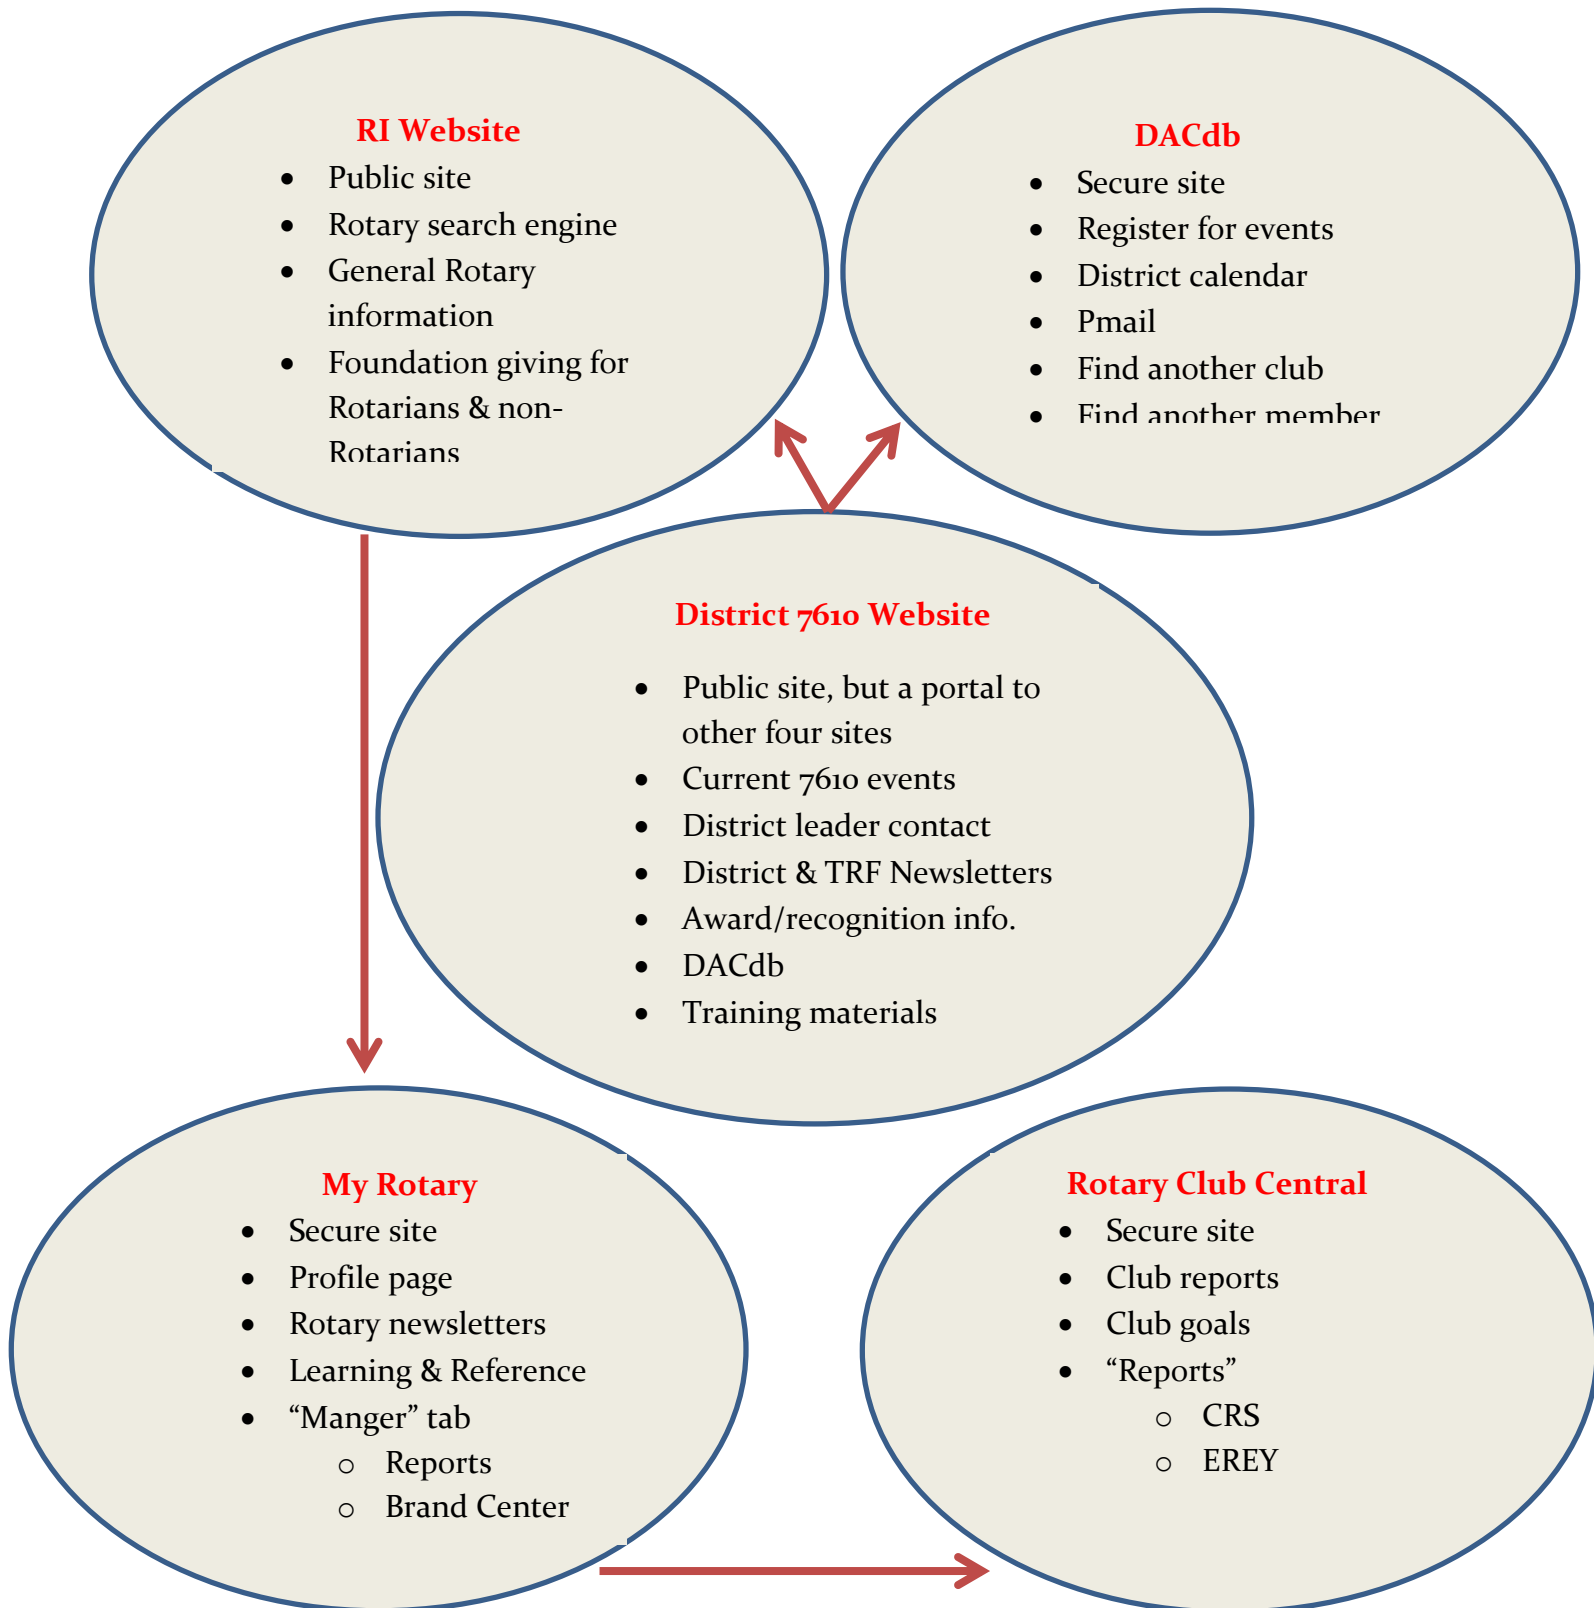 RI Website
• Public site
• Rotary search engine
• General Rotary
information
• Foundation giving for
Rotarians & non-
Rotarians
DACdb
• Secure site
• Register for events
• District calendar
• Pmail
• Find another club
• Find another member
District 7610 Website
• Public site, but a portal to
other four sites
• Current 7610 events
• District leader contact
• District & TRF Newsletters
• Award/recognition info.
• DACdb
• Training materials
My Rotary
• Secure site
• Profile page
• Rotary newsletters
• Learning & Reference
• “Manger” tab
o Reports
o Brand Center
Rotary Club Central
• Secure site
• Club reports
• Club goals
• “Reports”
o CRS
o EREY